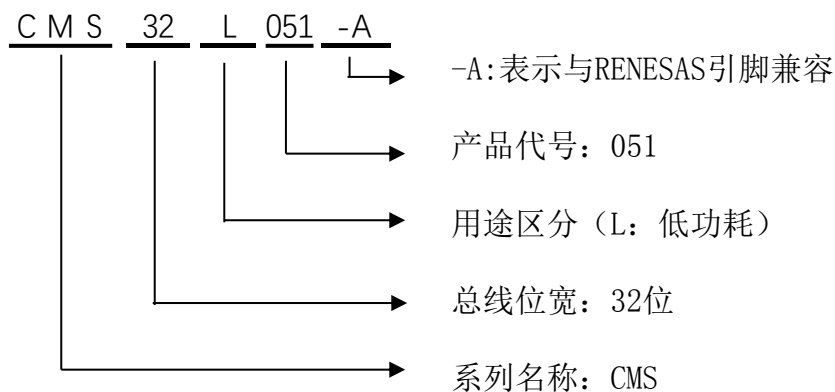 CMS 32 L 051 -A
-A:表示与RENESAS引脚兼容
产品代号：051
用途区分（L：低功耗）
总线位宽：32位
系列名称：CMS